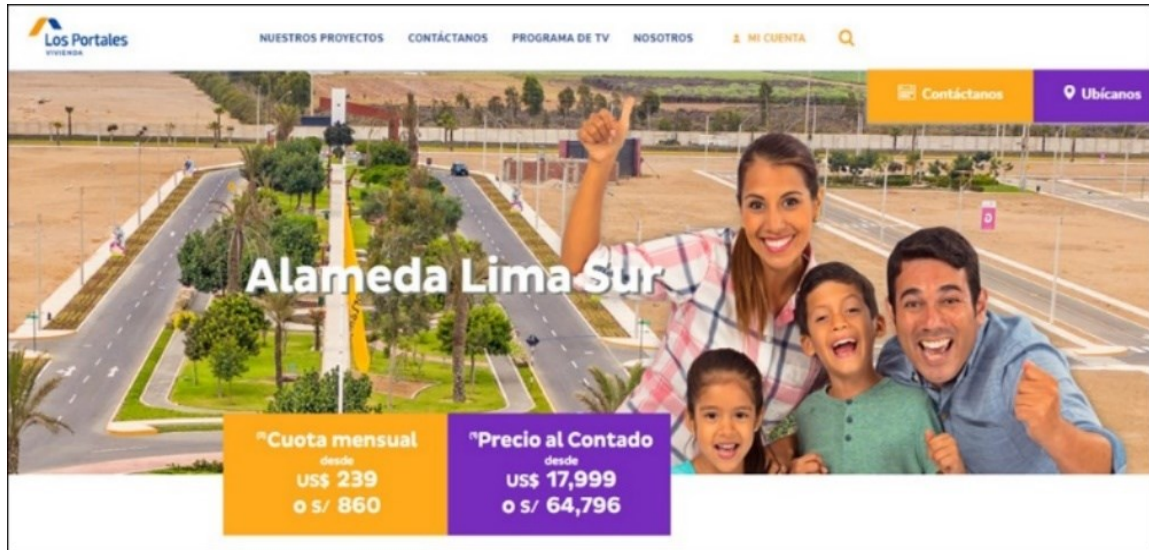 Los Portales
VIVIENDA
NUESTROS PROYECTOS CONTÁCTANOS PROGRAMA DE TV NOSOTROS MI CUENTA
Contáctanos Ubícanos
Alameda Lima Sur
Cuota mensual
desde
US$ 239
o S/ 860
Precio al Contado
desde
US$ 17,999
o S/ 64,796